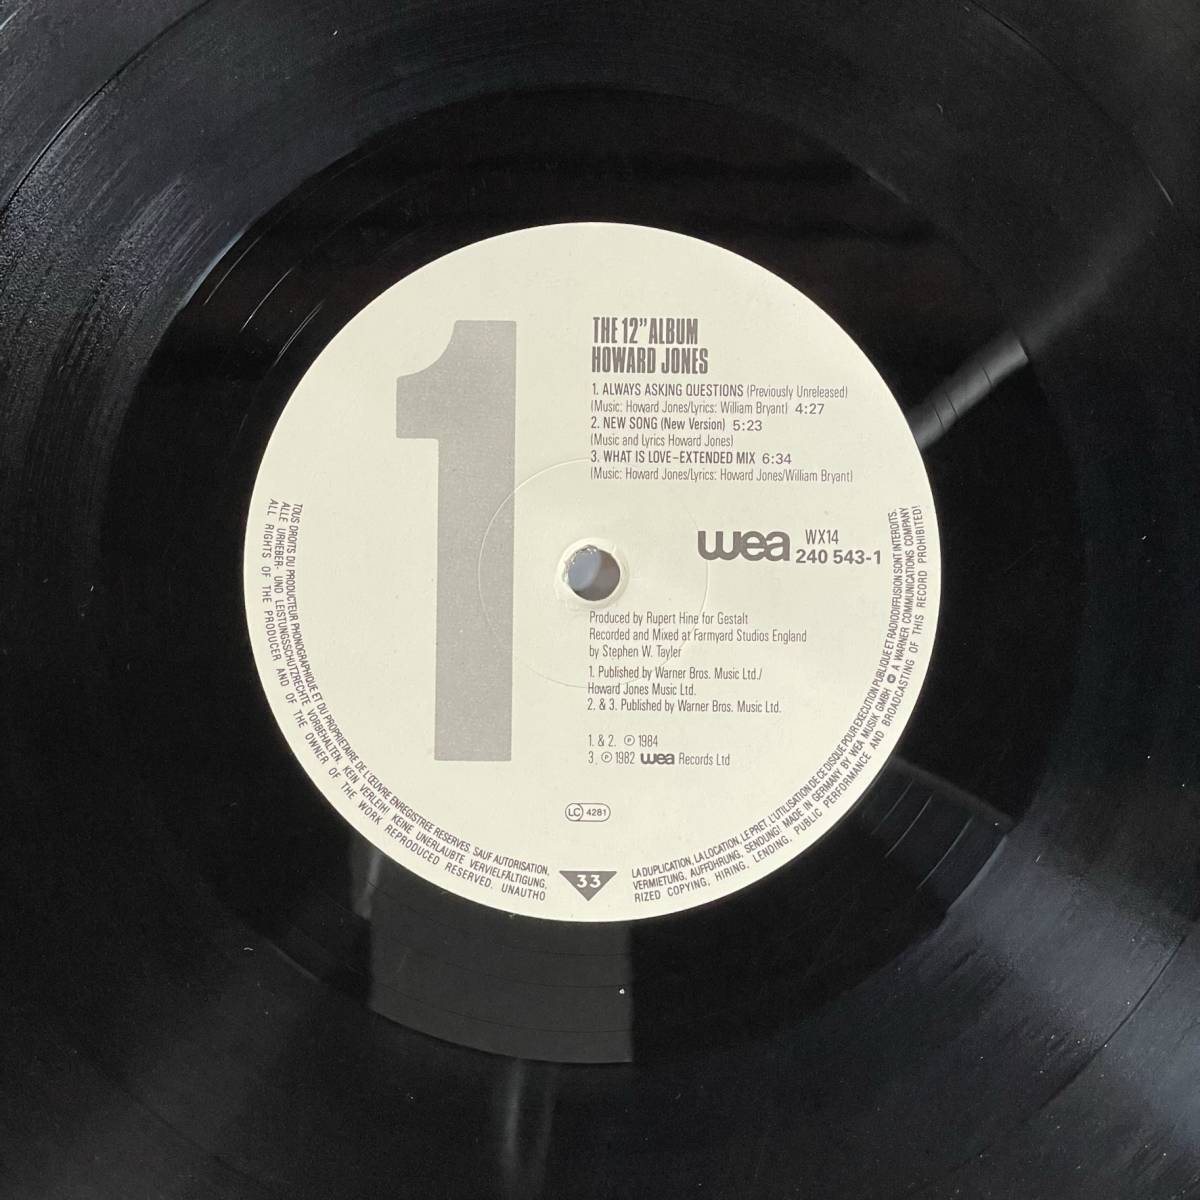 1
THE 12” ALBUM
HOWARD JONES
1. ALWAYS ASKING QUESTIONS (Previously Unreleased)
(Music: Howard Jones/Lyrics: William Bryant) 4:27
2. NEW SONG (New Version) 5:23
(Music and Lyrics Howard Jones)
3. WHAT IS LOVE–EXTENDED MIX 6:34
(Music: Howard Jones/Lyrics: Howard Jones/William Bryant)
wea WX14
240 543-1
Produced by Rupert Hine for Gestalt
Recorded and Mixed at Farmyard Studios England
by Stephen W. Tayler
1. Published by Warner Bros. Music Ltd./
Howard Jones Music Ltd.
2. & 3. Published by Warner Bros. Music Ltd.
1. & 2. ℗ 1984
3. ℗ 1982 wea Records Ltd
LC 4281
33
TOUS DROITS DU PRODUCTEUR PHONOGRAPHIQUE ET DU PROPRIETAIRE DE L'ŒUVRE ENREGISTREE RESERVES. SAUF AUTORISATION,
LA DUPLICATION, LA LOCATION, LE PRET, L'UTILISATION DE CE DISQUE POUR EXECUTION PUBLIQUE ET RADIODIFFUSION SONT INTERDITS.
ALLE URHEBER- UND LEISTUNGSSCHUTZRECHTE VORBEHALTEN. KEIN VERLEIH! KEINE UNERLAUBTE VERVIELFÄLTIGUNG,
VERMIETUNG, AUFFÜHRUNG, SENDUNG! MADE IN GERMANY BY WEA MUSIK GMBH A WARNER COMMUNICATIONS COMPANY
ALL RIGHTS OF THE PRODUCER AND OF THE OWNER OF THE WORK REPRODUCED RESERVED. UNAUTHO
RIZED COPYING, HIRING, LENDING, PUBLIC PERFORMANCE AND BROADCASTING OF THIS RECORD PROHIBITED!